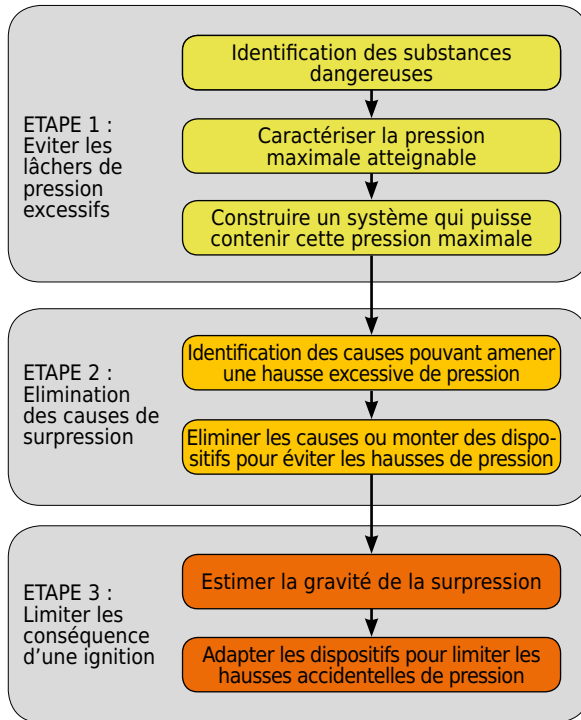 ETAPE 1 :
Eviter les
lâchers de
pression
excessifs
Identification des substances
dangereuses
Caractériser la pression
maximale atteignable
Construire un système qui puisse
contenir cette pression maximale
ETAPE 2 :
Elimination
des causes de
surpression
Identification des causes pouvant amener
une hausse excessive de pression
Eliminer les causes ou monter des dispo-
sitifs pour éviter les hausses de pression
ETAPE 3 :
Limiter les
conséquence
d’une ignition
Estimer la gravité de la surpression
Adapter les dispositifs pour limiter les
hausses accidentelles de pression